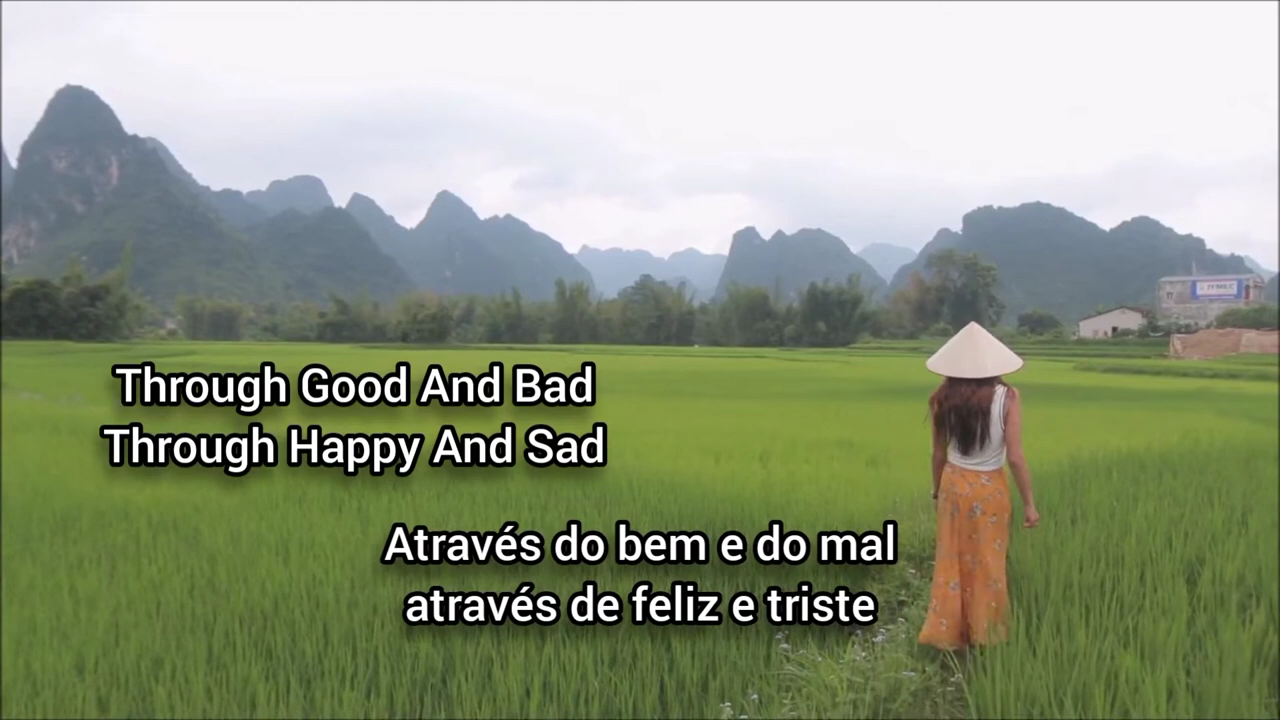 Through Good And Bad
Through Happy And Sad
Através do bem e do mal
através de feliz e triste